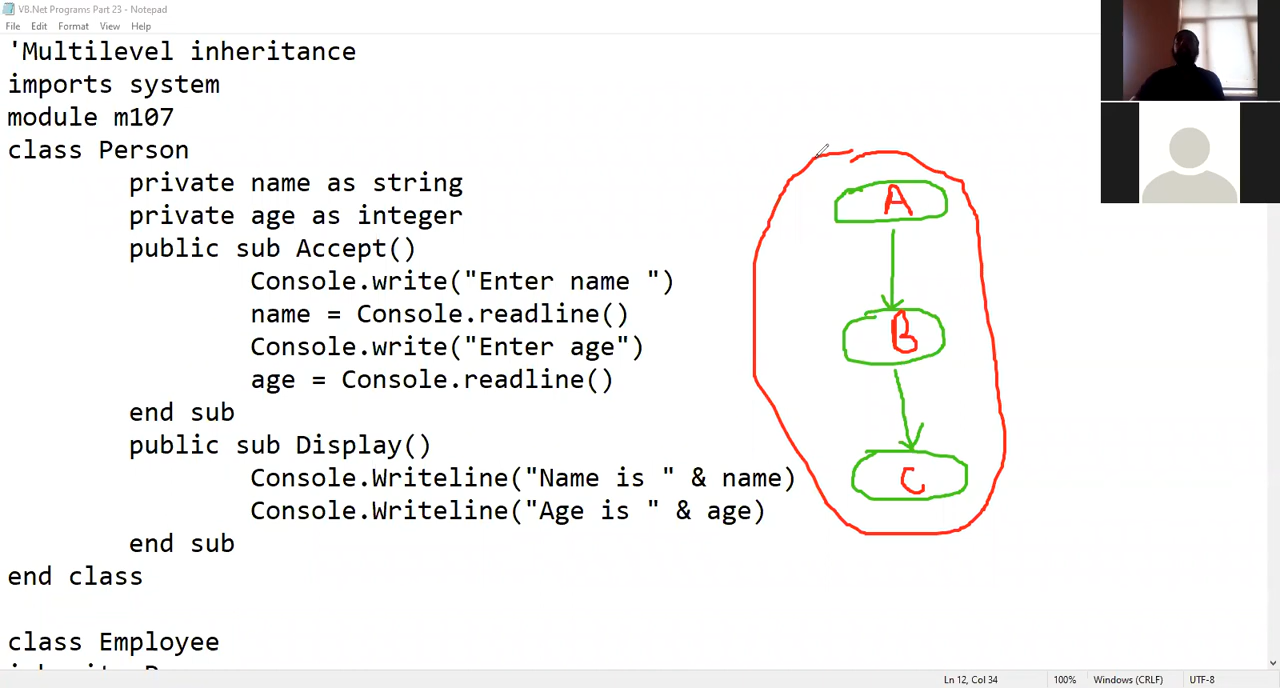 VB.Net Programs Part 23 - Notepad
File Edit Format View Help
'Multilevel inheritance
imports system
module m107
class Person
private name as string
private age as integer
public sub Accept()
Console.write("Enter name ")
name = Console.readline()
Console.write("Enter age")
age = Console.readline()
end sub
public sub Display()
Console.Writeline("Name is " & name)
Console.Writeline("Age is " & age)
end sub
end class
class Employee
A
B
C
Ln 12, Col 34 100% Windows (CRLF) UTF-8